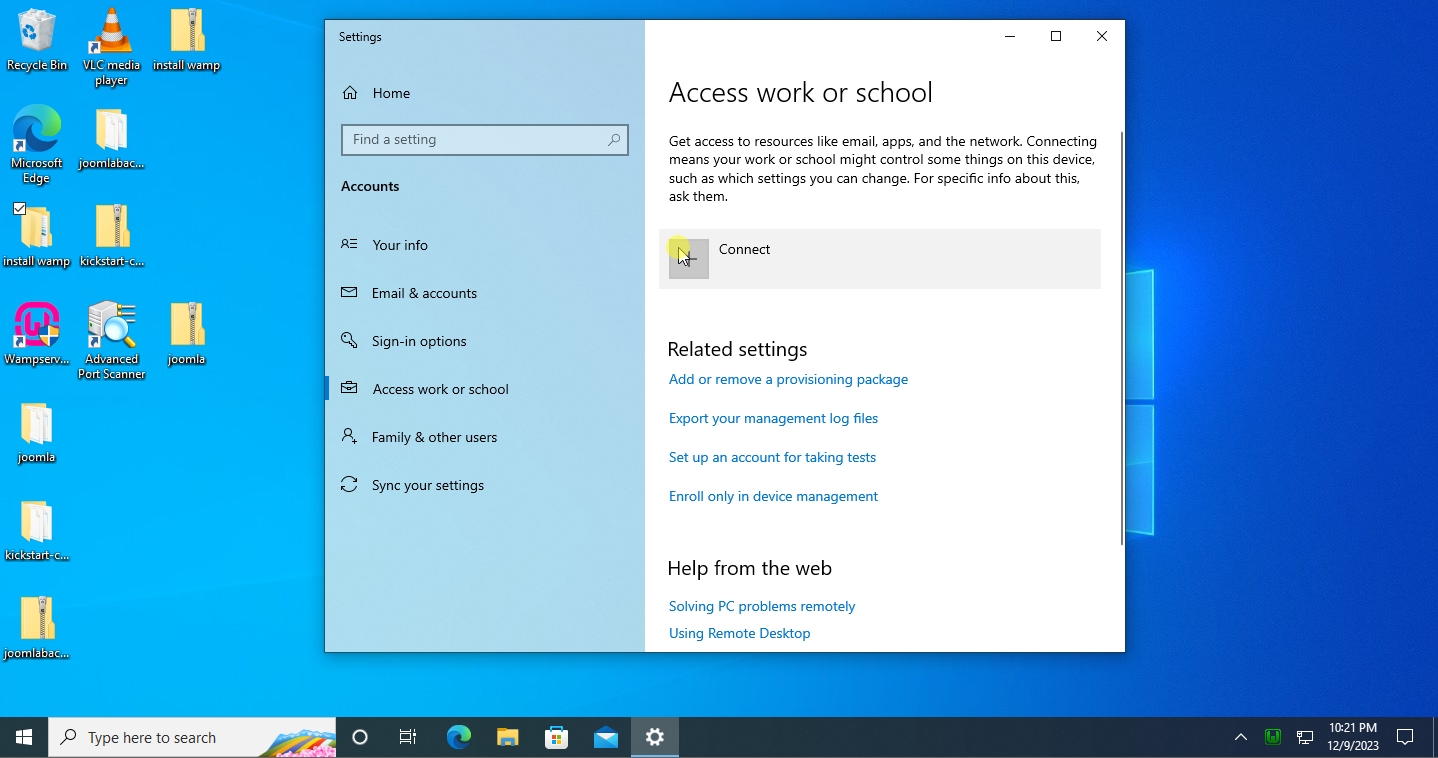 Recycle Bin
VLC media
player
install wamp
Microsoft
Edge
joomlabac...
install wamp
kickstart-c...
Wampserv...
Advanced
Port Scanner
joomla
joomla
kickstart-c...
joomlabac...
Settings
Home
Find a setting
Accounts
Your info
Email & accounts
Sign-in options
Access work or school
Family & other users
Sync your settings
Access work or school
Get access to resources like email, apps, and the network. Connecting
means your work or school might control some things on this device,
such as which settings you can change. For specific info about this,
ask them.
Connect
Related settings
Add or remove a provisioning package
Export your management log files
Set up an account for taking tests
Enroll only in device management
Help from the web
Solving PC problems remotely
Using Remote Desktop
Type here to search
10:21 PM
12/9/2023